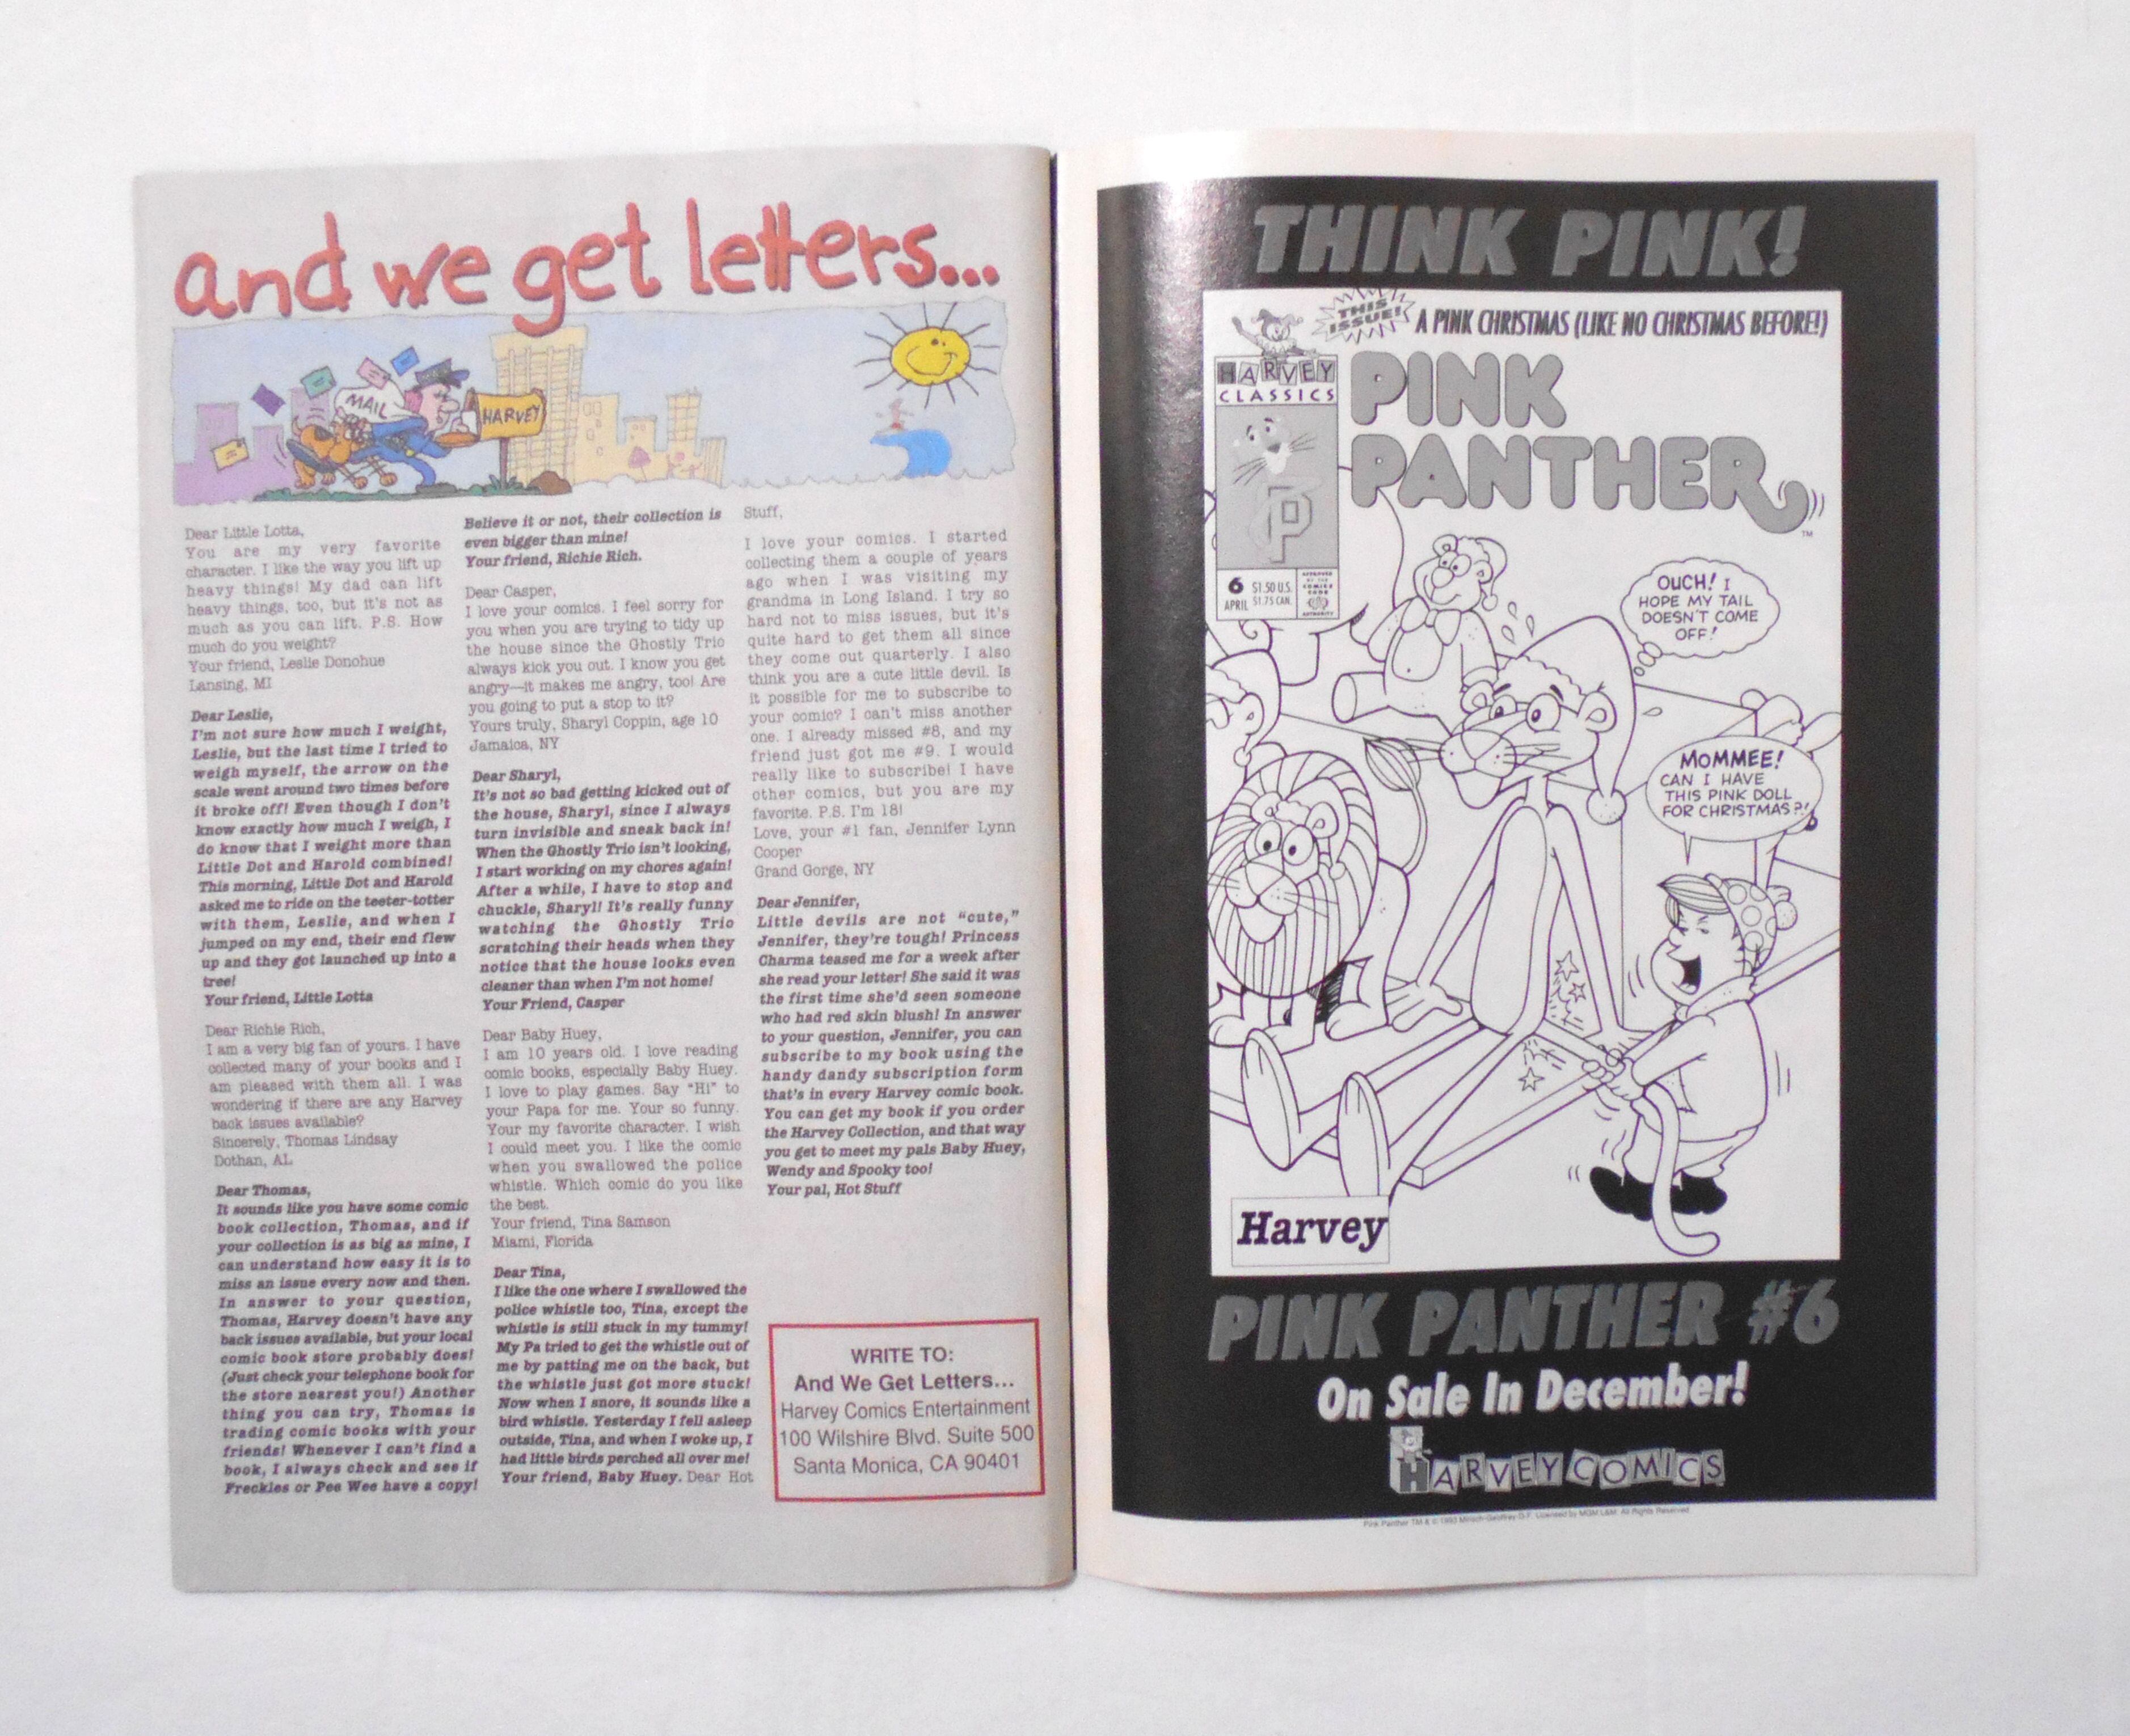 and we get letters...
MAIL
HARVEY
Dear Little Lotta,
You are my very favorite
character. I like the way you lift up
heavy things! My dad can lift
heavy things, too, but it's not as
much as you can lift. P.S. How
much do you weight?
Your friend, Leslie Donohue
Lansing, MI
Dear Leslie,
I'm not sure how much I weight,
Leslie, but the last time I tried to
weigh myself, the arrow on the
scale went around two times before
it broke off! Even though I don't
know exactly how much I weigh, I
do know that I weight more than
Little Dot and Harold combined!
This morning, Little Dot and Harold
asked me to ride on the teeter-totter
with them, Leslie, and when I
jumped on my end, their end flew
up and they got launched up into a
tree!
Your friend, Little Lotta
Dear Richie Rich,
I am a very big fan of yours. I have
collected many of your books and I
am pleased with them all. I was
wondering if there are any Harvey
back issues available?
Sincerely, Thomas Lindsay
Dothan, AL
Dear Thomas,
It sounds like you have some comic
book collection, Thomas, and if
your collection is as big as mine, I
can understand how easy it is to
miss an issue every now and then.
In answer to your question,
Thomas, Harvey doesn't have any
back issues available, but your local
comic book store probably does!
(Just check your telephone book for
the store nearest you!) Another
thing you can try, Thomas is
trading comic books with your
friends! Whenever I can't find a
book, I always check and see if
Freckles or Pee Wee have a copy!
Believe it or not, their collection is
even bigger than mine!
Your friend, Richie Rich.
Dear Casper,
I love your comics. I feel sorry for
you when you are trying to tidy up
the house since the Ghostly Trio
always kick you out. I know you get
angry—it makes me angry, too! Are
you going to put a stop to it?
Yours truly, Sharyl Coppin, age 10
Jamaica, NY
Dear Sharyl,
It's not so bad getting kicked out of
the house, Sharyl, since I always
turn invisible and sneak back in!
When the Ghostly Trio isn't looking,
I start working on my chores again!
After a while, I have to stop and
chuckle, Sharyl! It's really funny
watching the Ghostly Trio
scratching their heads when they
notice that the house looks even
cleaner than when I'm not home!
Your Friend, Casper
Dear Baby Huey,
I am 10 years old. I love reading
comic books, especially Baby Huey.
I love to play games. Say "Hi" to
your Papa for me. Your so funny.
Your my favorite character. I wish
I could meet you. I like the comic
when you swallowed the police
whistle. Which comic do you like
the best.
Your friend, Tina Samson
Miami, Florida
Dear Tina,
I like the one where I swallowed the
police whistle too, Tina, except the
whistle is still stuck in my tummy!
My Pa tried to get the whistle out of
me by patting me on the back, but
the whistle just got more stuck!
Now when I snore, it sounds like a
bird whistle. Yesterday I fell asleep
outside, Tina, and when I woke up, I
had little birds perched all over me!
Your friend, Baby Huey. Dear Hot
Stuff,
I love your comics. I started
collecting them a couple of years
ago when I was visiting my
grandma in Long Island. I try so
hard not to miss issues, but it's
quite hard to get them all since
they come out quarterly. I also
think you are a cute little devil. Is
it possible for me to subscribe to
your comic? I can't miss another
one. I already missed #8, and my
friend just got me #9. I would
really like to subscribe! I have
other comics, but you are my
favorite. P.S. I'm 18!
Love, your #1 fan, Jennifer Lynn
Cooper
Grand Gorge, NY
Dear Jennifer,
Little devils are not "cute,"
Jennifer, they're tough! Princess
Charma teased me for a week after
she read your letter! She said it was
the first time she'd seen someone
who had red skin blush! In answer
to your question, Jennifer, you can
subscribe to my book using the
handy dandy subscription form
that's in every Harvey comic book.
You can get my book if you order
the Harvey Collection, and that way
you get to meet my pals Baby Huey,
Wendy and Spooky too!
Your pal, Hot Stuff
WRITE TO:
And We Get Letters...
Harvey Comics Entertainment
100 Wilshire Blvd. Suite 500
Santa Monica, CA 90401
THINK PINK!
THIS
ISSUE!
A PINK CHRISTMAS (LIKE NO CHRISTMAS BEFORE!)
HARVEY
CLASSICS
PINK
PANTHER
TM
P
6
APRIL
$1.50 U.S.
$1.75 CAN.
APPROVED
BY THE
COMICS
CODE
AUTHORITY
OUCH! I
HOPE MY TAIL
DOESN'T COME
OFF!
MOMMEE!
CAN I HAVE
THIS PINK DOLL
FOR CHRISTMAS?!
Harvey
PINK PANTHER #6
On Sale In December!
HARVEY COMICS
Pink Panther TM & © 1993 Mirisch-Geoffrey D.F. Licensed by MGM L&M. All Rights Reserved.